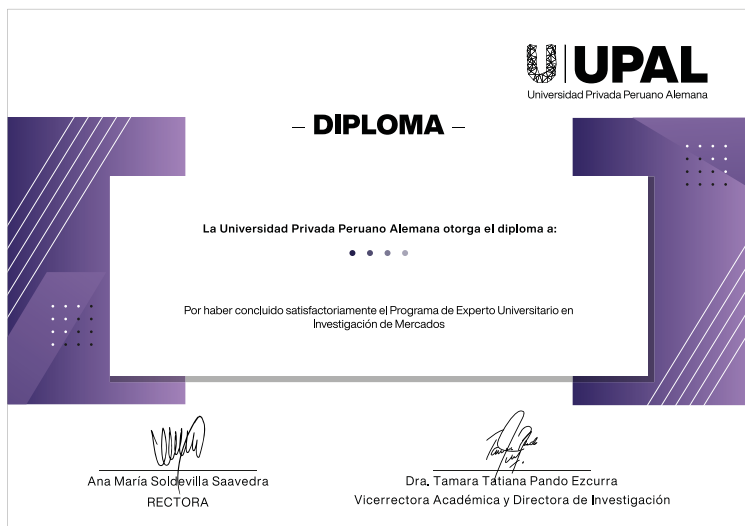 UPAL
Universidad Privada Peruano Alemana
– DIPLOMA –
La Universidad Privada Peruano Alemana otorga el diploma a:
Por haber concluido satisfactoriamente el Programa de Experto Universitario en
Investigación de Mercados
Ana María Soldevilla Saavedra
RECTORA
Dra. Tamara Tatiana Pando Ezcurra
Vicerrectora Académica y Directora de Investigación